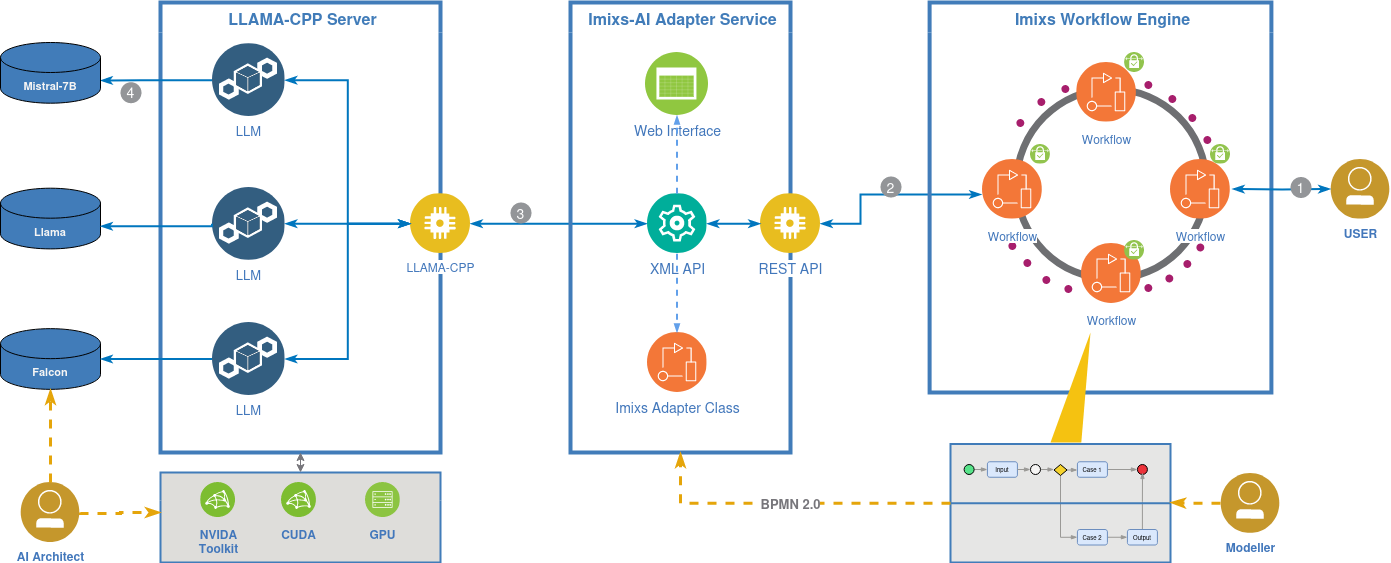 LLAMA-CPP Server
Imixs-AI Adapter Service
Imixs Workflow Engine
Mistral-7B
4
LLM
Llama
LLM
Falcon
LLM
LLAMA-CPP
3
Web Interface
XML API
REST API
Imixs Adapter Class
2
Workflow
Workflow
Workflow
Workflow
1
USER
AI Architect
NVIDA
Toolkit
CUDA
GPU
BPMN 2.0
Input
Case 1
Case 2
Output
Modeller